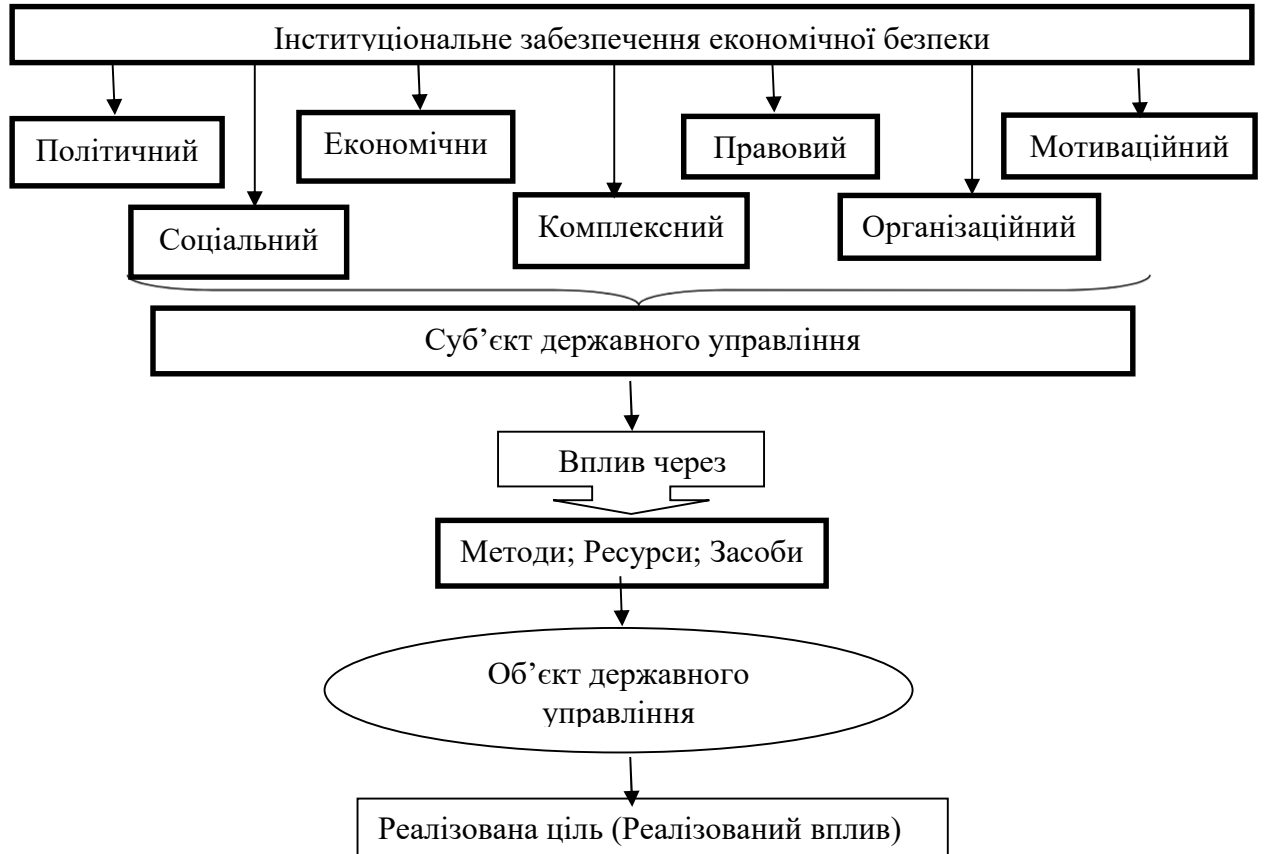 Інституціональне забезпечення економічної безпеки
Політичний
Економічни
Правовий
Мотиваційний
Соціальний
Комплексний
Організаційний
Суб’єкт державного управління
Вплив через
Методи; Ресурси; Засоби
Об’єкт державного
управління
Реалізована ціль (Реалізований вплив)